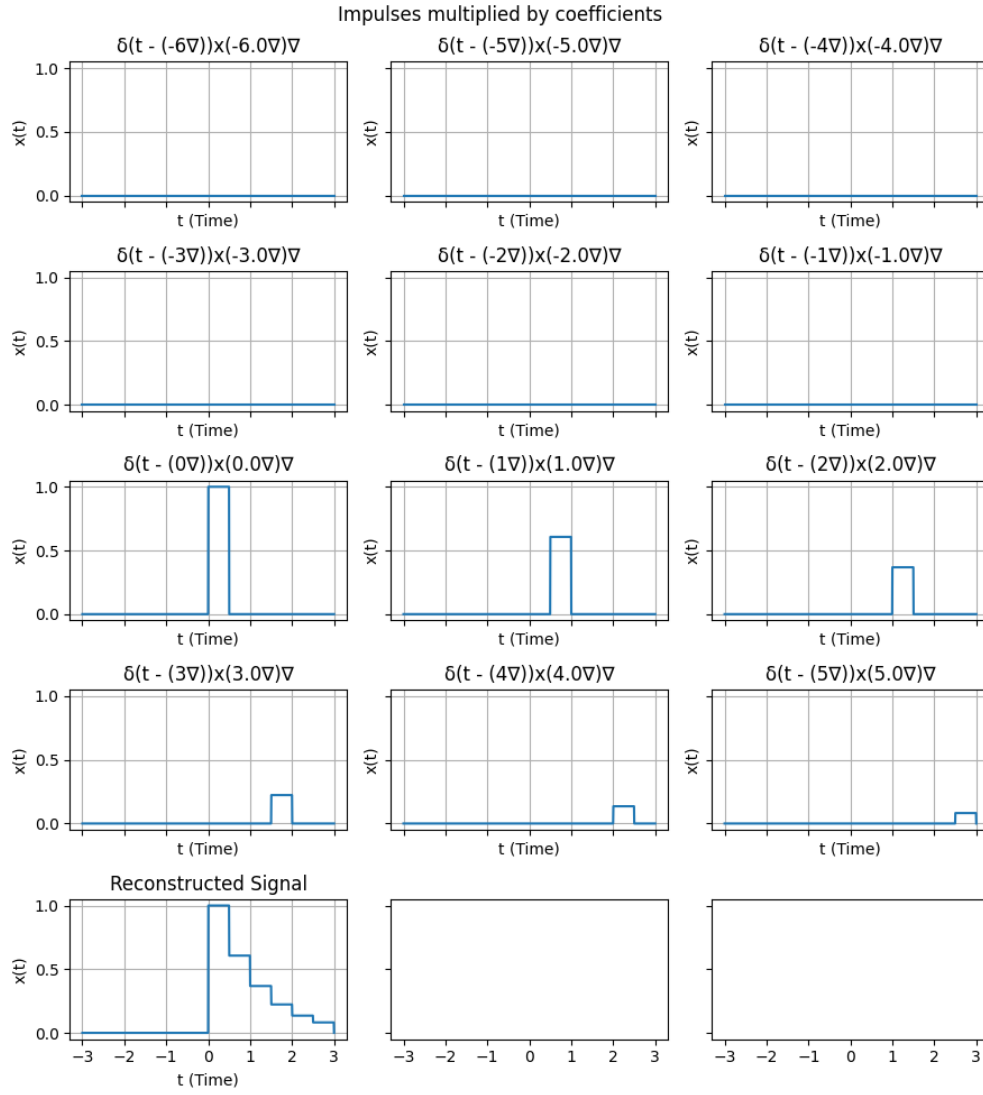 Impulses multiplied by coefficients
δ(t - (-6∇))x(-6.0∇)∇
δ(t - (-5∇))x(-5.0∇)∇
δ(t - (-4∇))x(-4.0∇)∇
1.0
0.5
0.0
x(t)
x(t)
x(t)
t (Time)
t (Time)
t (Time)
δ(t - (-3∇))x(-3.0∇)∇
δ(t - (-2∇))x(-2.0∇)∇
δ(t - (-1∇))x(-1.0∇)∇
1.0
0.5
0.0
x(t)
x(t)
x(t)
t (Time)
t (Time)
t (Time)
δ(t - (0∇))x(0.0∇)∇
δ(t - (1∇))x(1.0∇)∇
δ(t - (2∇))x(2.0∇)∇
1.0
0.5
0.0
x(t)
x(t)
x(t)
t (Time)
t (Time)
t (Time)
δ(t - (3∇))x(3.0∇)∇
δ(t - (4∇))x(4.0∇)∇
δ(t - (5∇))x(5.0∇)∇
1.0
0.5
0.0
x(t)
x(t)
x(t)
t (Time)
t (Time)
t (Time)
Reconstructed Signal
1.0
0.5
0.0
x(t)
−3 −2 −1 0 1 2 3
−3 −2 −1 0 1 2 3
−3 −2 −1 0 1 2 3
t (Time)